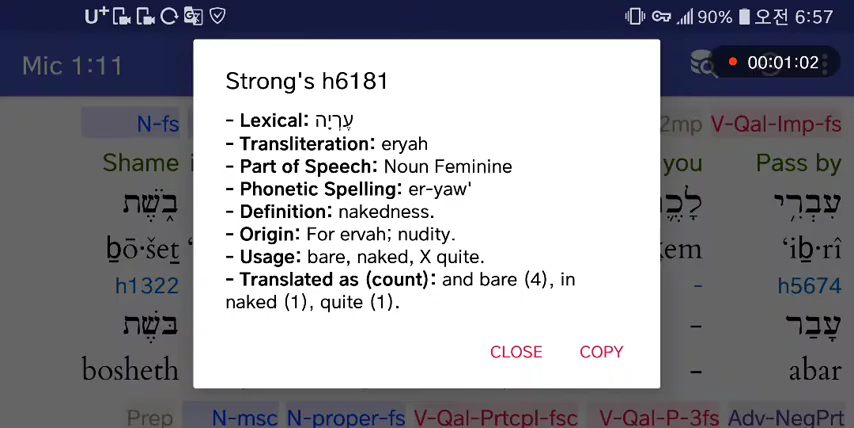 U+ 90% 오전 6:57
Mic 1:11
00:01:02
Strong's h6181
- Lexical: עֶרְיָה
- Transliteration: eryah
- Part of Speech: Noun Feminine
- Phonetic Spelling: er-yaw'
- Definition: nakedness.
- Origin: For ervah; nudity.
- Usage: bare, naked, X quite.
- Translated as (count): and bare (4), in
naked (1), quite (1).
CLOSE COPY
N-fs 2mp V-Qal-Imp-fs
Shame you Pass by
בֹ֑שֶׁת עִבְרִ֤י
ḇō·šeṯ ‘iḇ·rî
h1322 - h5674
בֹּשֶׁת - עָבַר
bosheth - abar
Prep N-msc N-proper-fs V-Qal-Prtcpl-fsc V-Qal-P-3fs Adv-NegPrt